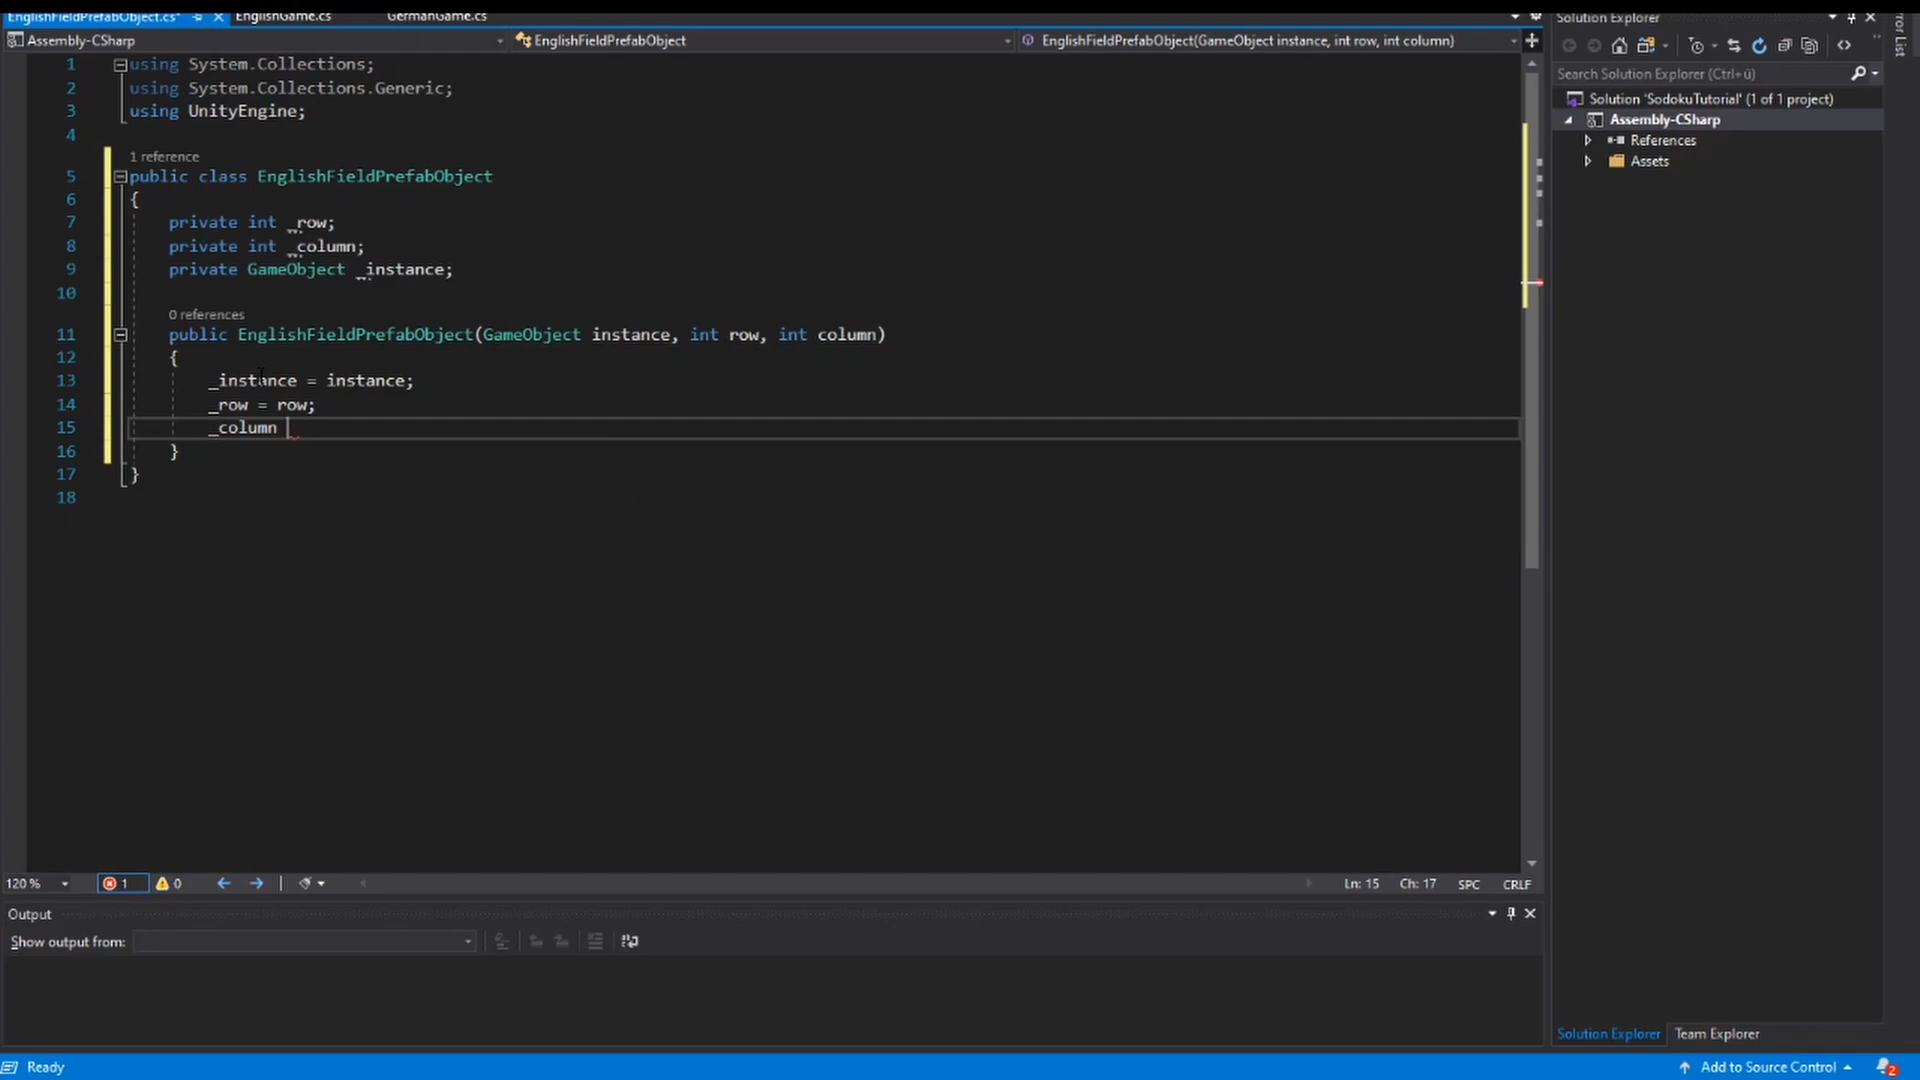 EnglishFieldPrefabObject.cs* EnglishGame.cs GermanGame.cs
Assembly-CSharp EnglishFieldPrefabObject EnglishFieldPrefabObject(GameObject instance, int row, int column)
1 using System.Collections;
2 using System.Collections.Generic;
3 using UnityEngine;
4
1 reference
5 public class EnglishFieldPrefabObject
6 {
7 private int _row;
8 private int _column;
9 private GameObject _instance;
10
0 references
11 public EnglishFieldPrefabObject(GameObject instance, int row, int column)
12 {
13 _instance = instance;
14 _row = row;
15 _column
16 }
17 }
18
120 % 1 0 Ln: 15 Ch: 17 SPC CRLF
Output
Show output from:
Solution Explorer
Search Solution Explorer (Ctrl+ü)
Solution 'SodokuTutorial' (1 of 1 project)
Assembly-CSharp
References
Assets
Solution Explorer Team Explorer
Ready Add to Source Control 2